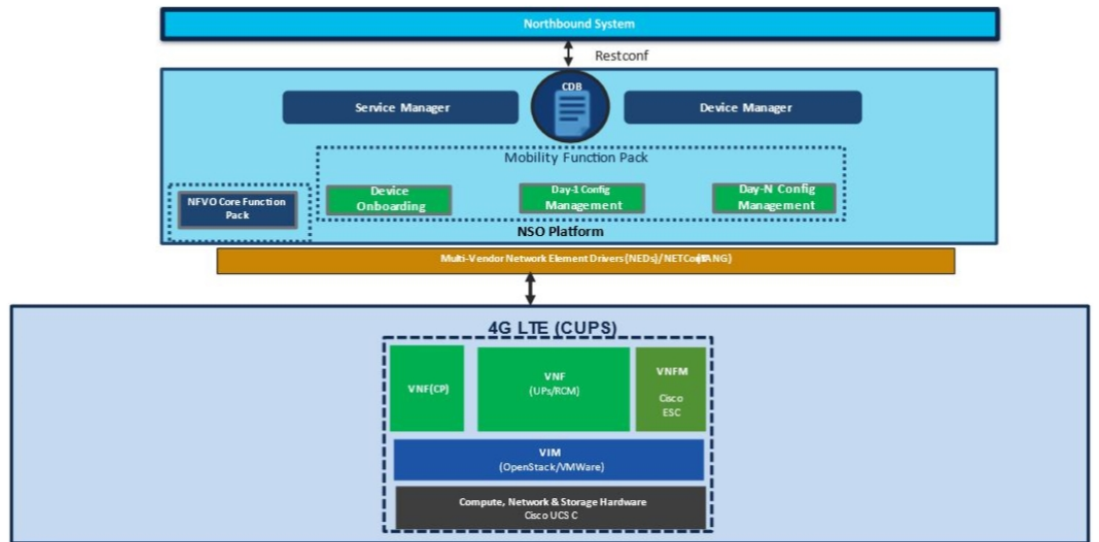 Northbound System
Restconf
CDB
Service Manager
Device Manager
Mobility Function Pack
NFVO Core Function
Pack
Device
Onboarding
Day-1 Config
Management
Day-N Config
Management
NSO Platform
Multi-Vendor Network Element Drivers (NEDs)/NETConf
4G LTE (CUPS)
VNF(CP)
VNF
(UPs/RCM)
VNFM
Cisco
ESC
VIM
(OpenStack/VMWare)
Compute, Network & Storage Hardware
Cisco UCS C